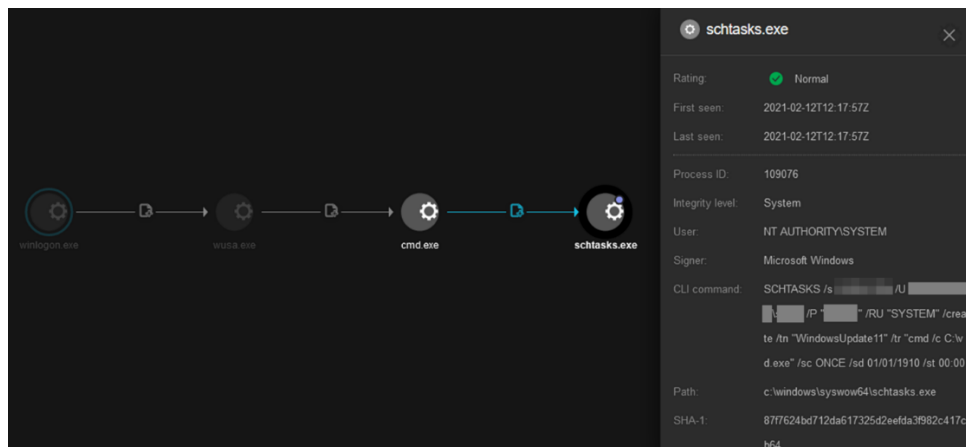 schtasks.exe
Rating: Normal
First seen: 2021-02-12T12:17:57Z
Last seen: 2021-02-12T12:17:57Z
Process ID: 109076
Integrity level: System
User: NT AUTHORITY\SYSTEM
Signer: Microsoft Windows
CLI command: SCHTASKS /s /U
\s /P " " /RU "SYSTEM" /crea
te /tn "WindowsUpdate11" /tr "cmd /c C:\v
d.exe" /sc ONCE /sd 01/01/1910 /st 00:00
Path: c:\windows\syswow64\schtasks.exe
SHA-1: 87f7624bd712da617325d2eefda3f982c417c
b64
winlogon.exe
wusa.exe
cmd.exe
schtasks.exe